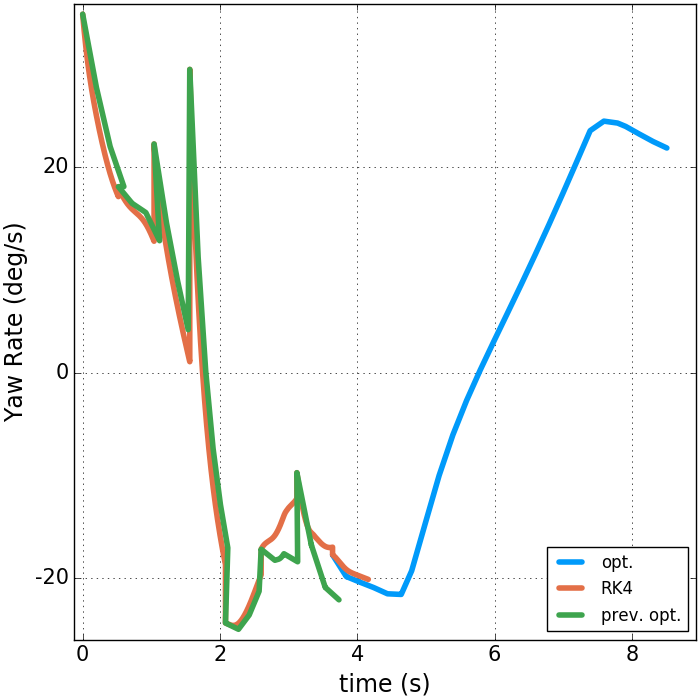 Yaw Rate (deg/s)
20
0
-20
0 2 4 6 8
time (s)
opt.
RK4
prev. opt.